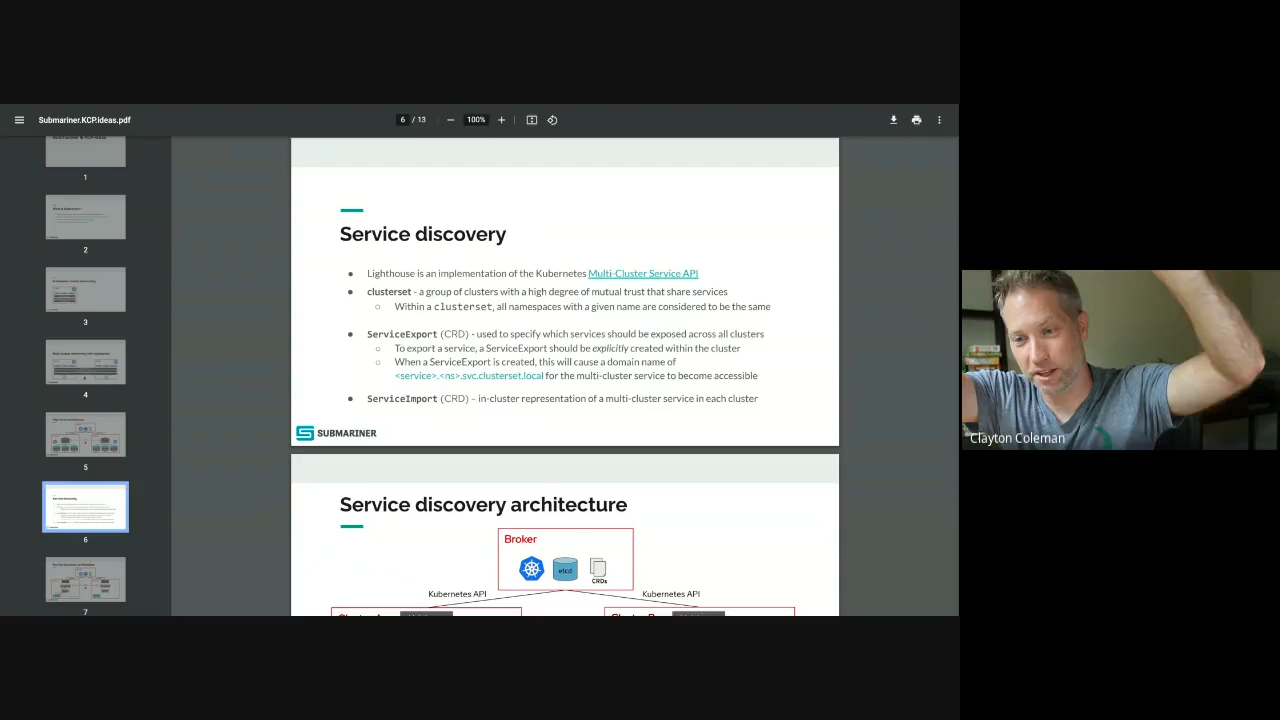 Submariner.KCP.ideas.pdf
6 / 13
100%
1
2
3
4
5
6
7
Service discovery
● Lighthouse is an implementation of the Kubernetes Multi-Cluster Service API
● clusterset - a group of clusters with a high degree of mutual trust that share services
○ Within a clusterset, all namespaces with a given name are considered to be the same
● ServiceExport (CRD) - used to specify which services should be exposed across all clusters
○ To export a service, a ServiceExport should be explicitly created within the cluster
○ When a ServiceExport is created, this will cause a domain name of
<service>.<ns>.svc.clusterset.local for the multi-cluster service to become accessible
● ServiceImport (CRD) – in-cluster representation of a multi-cluster service in each cluster
SUBMARINER
Service discovery architecture
Broker
etcd
CRDs
Kubernetes API
Kubernetes API
Clayton Coleman